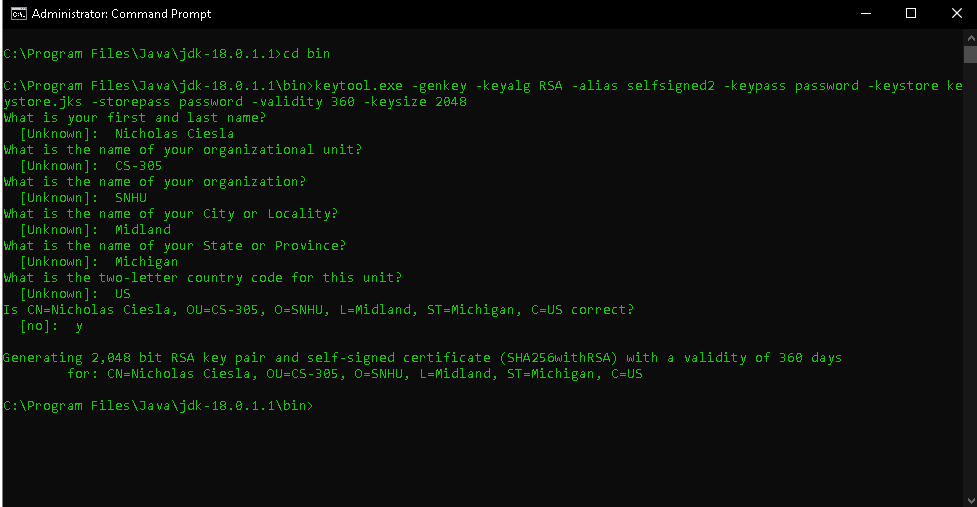 Administrator: Command Prompt
C:\Program Files\Java\jdk-18.0.1.1>cd bin
C:\Program Files\Java\jdk-18.0.1.1\bin>keytool.exe -genkey -keyalg RSA -alias selfsigned2 -keypass password -keystore ke
ystore.jks -storepass password -validity 360 -keysize 2048
What is your first and last name?
[Unknown]:  Nicholas Ciesla
What is the name of your organizational unit?
[Unknown]:  CS-305
What is the name of your organization?
[Unknown]:  SNHU
What is the name of your City or Locality?
[Unknown]:  Midland
What is the name of your State or Province?
[Unknown]:  Michigan
What is the two-letter country code for this unit?
[Unknown]:  US
Is CN=Nicholas Ciesla, OU=CS-305, O=SNHU, L=Midland, ST=Michigan, C=US correct?
[no]:  y
Generating 2,048 bit RSA key pair and self-signed certificate (SHA256withRSA) with a validity of 360 days
for: CN=Nicholas Ciesla, OU=CS-305, O=SNHU, L=Midland, ST=Michigan, C=US
C:\Program Files\Java\jdk-18.0.1.1\bin>